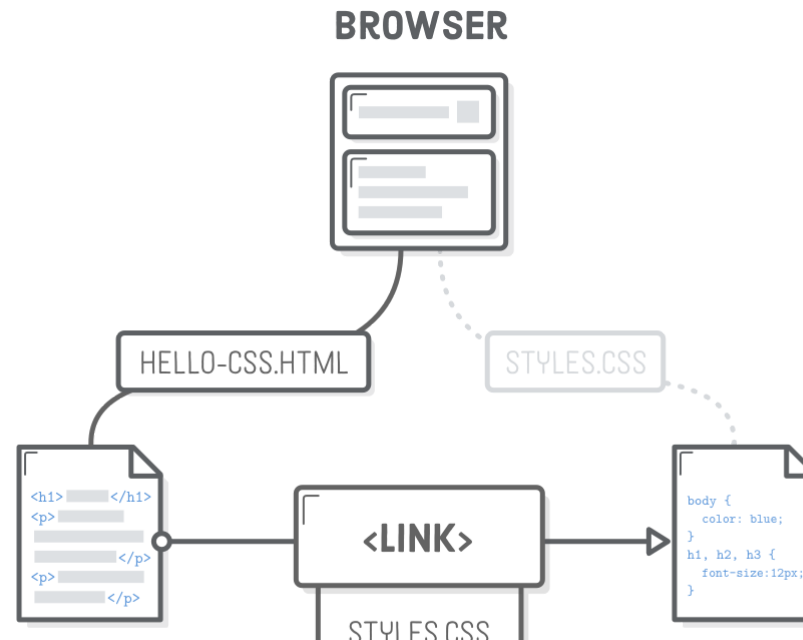 BROWSER
HELLO-CSS.HTML
STYLES.CSS
<h1> </h1>
<p>
</p>
<p>
</p>
<LINK>
STYLES.CSS
body {
color: blue;
}
h1, h2, h3 {
font-size:12px;
}